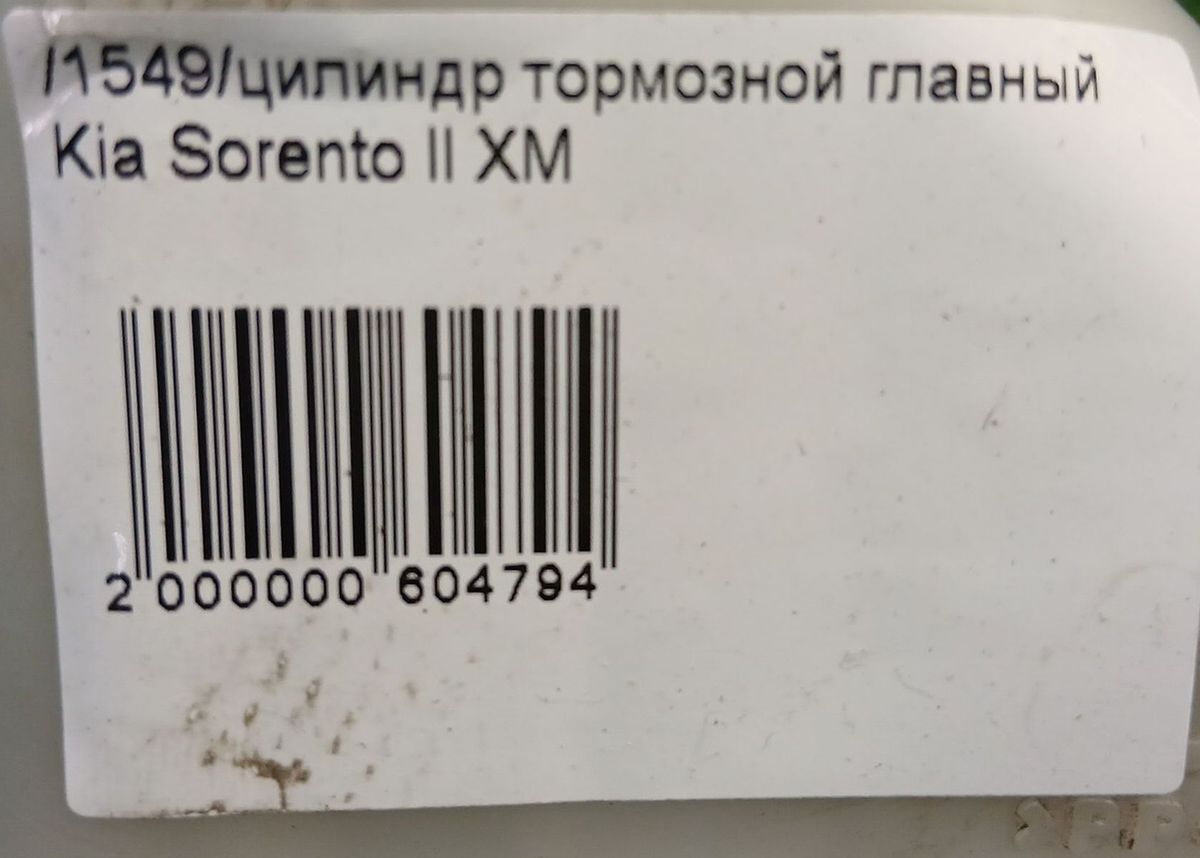 /1549/цилиндр тормозной главный
Kia Sorento II XM
2 000000 604794